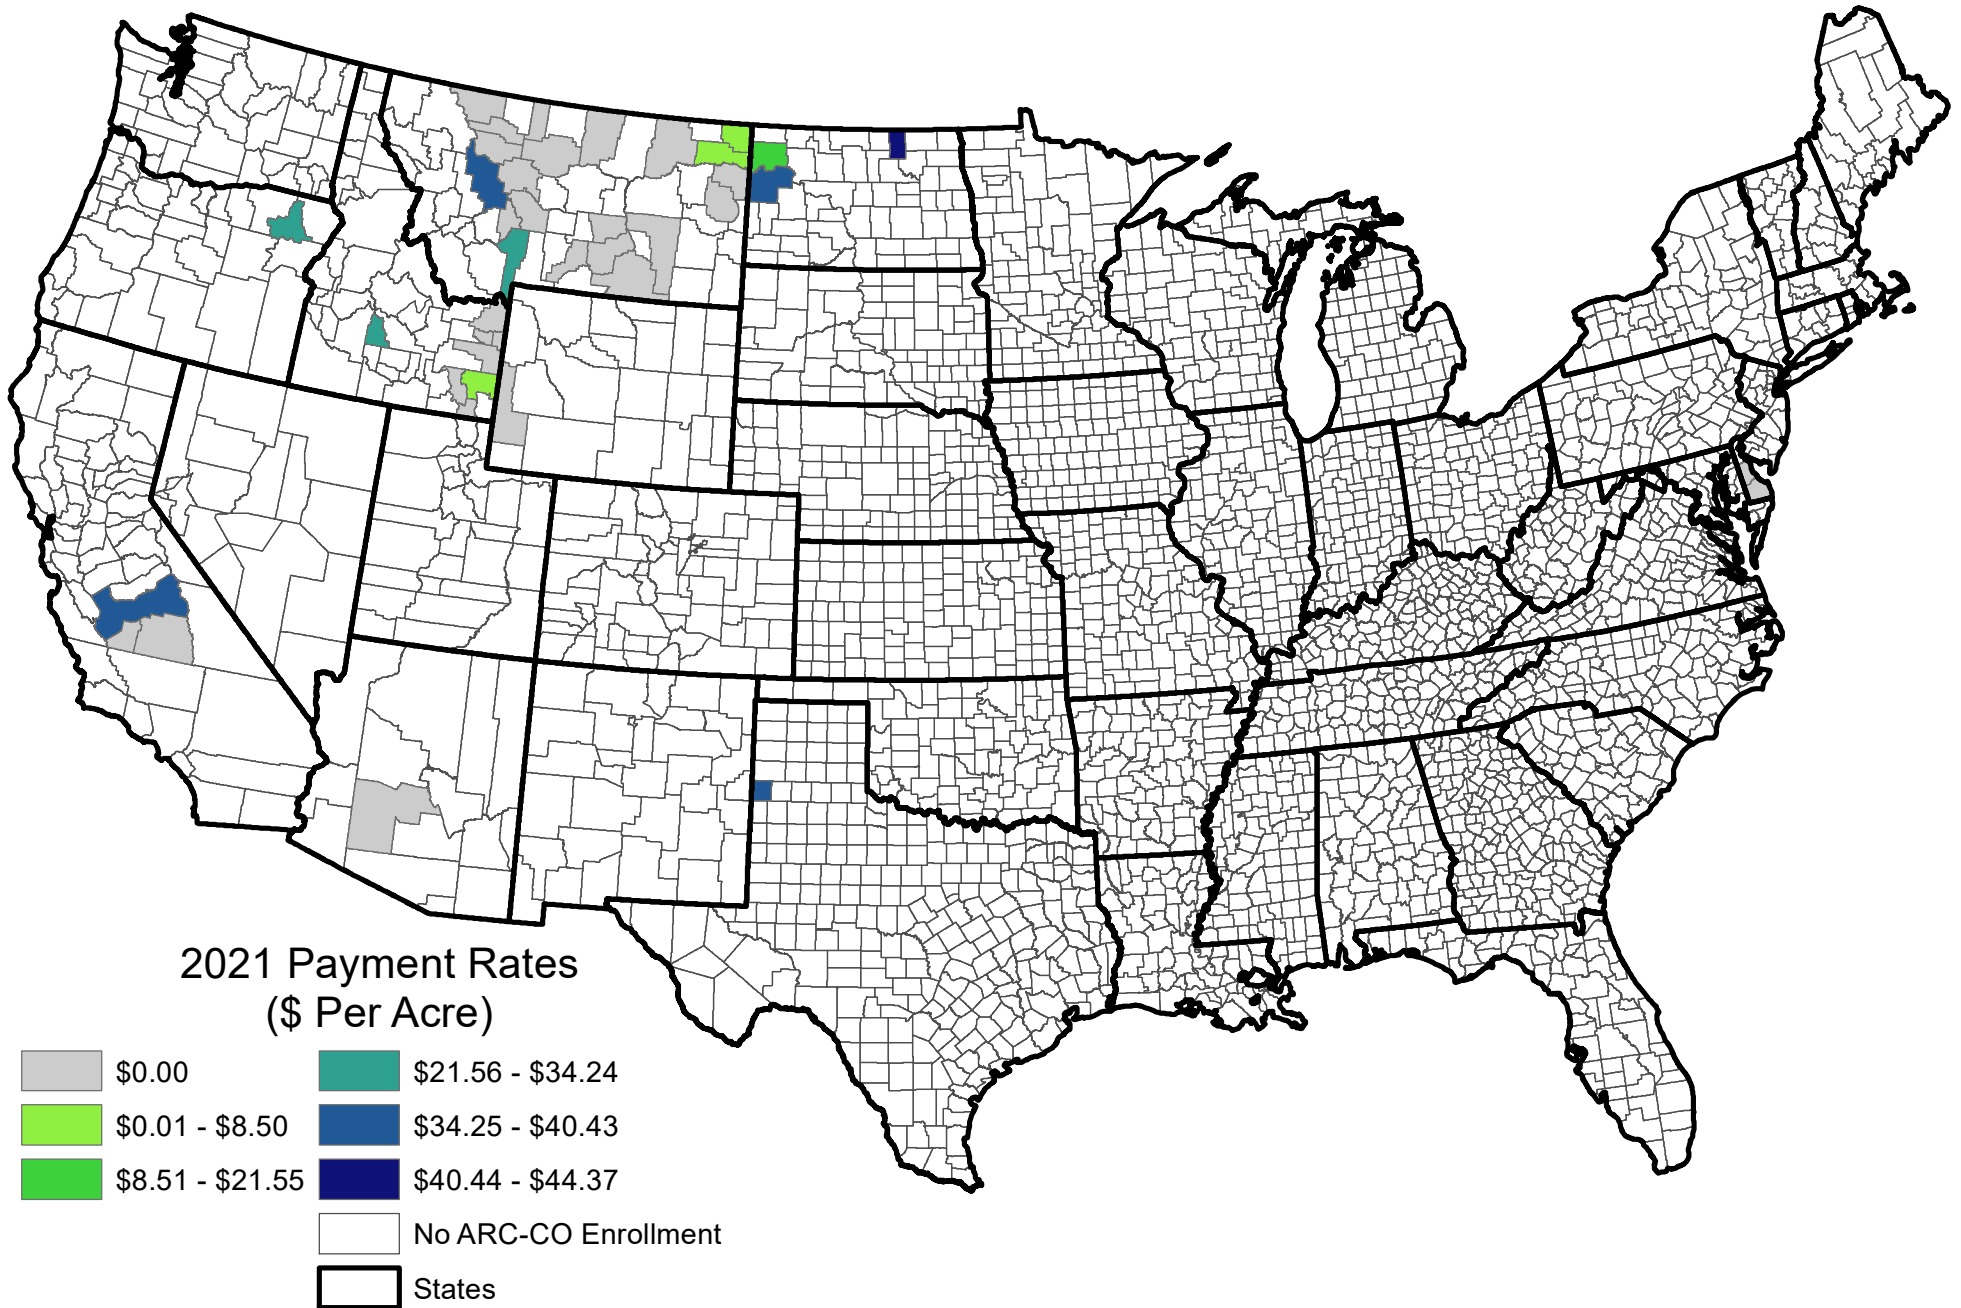 2021 Payment Rates
($ Per Acre)
$0.00
$0.01 - $8.50
$8.51 - $21.55
$21.56 - $34.24
$34.25 - $40.43
$40.44 - $44.37
No ARC-CO Enrollment
States